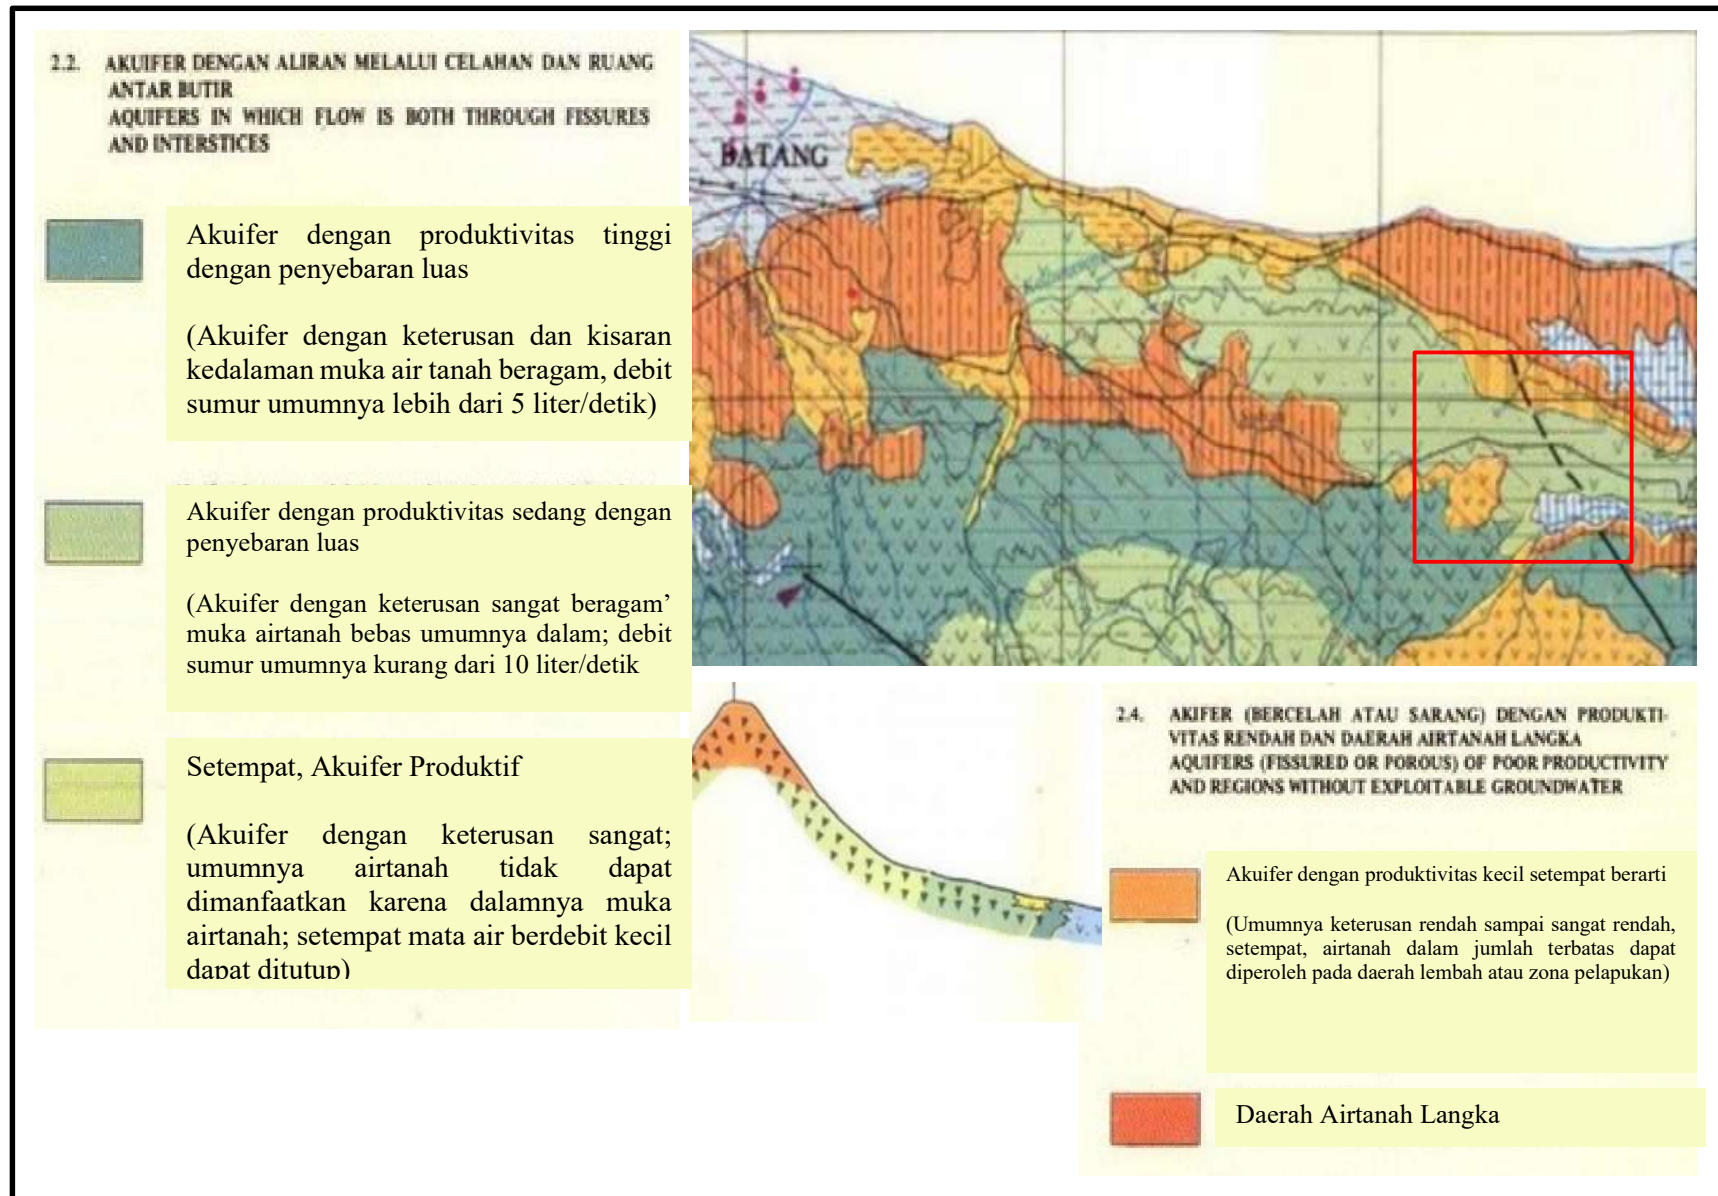 2.2. AKUIFER DENGAN ALIRAN MELALUI CELAHAN DAN RUANG
ANTAR BUTIR
AQUIFERS IN WHICH FLOW IS BOTH THROUGH FISSURES
AND INTERSTICES
Akuifer dengan produktivitas tinggi
dengan penyebaran luas
(Akuifer dengan keterusan dan kisaran
kedalaman muka air tanah beragam, debit
sumur umumnya lebih dari 5 liter/detik)
Akuifer dengan produktivitas sedang dengan
penyebaran luas
(Akuifer dengan keterusan sangat beragam’
muka airtanah bebas umumnya dalam; debit
sumur umumnya kurang dari 10 liter/detik
Setempat, Akuifer Produktif
(Akuifer dengan keterusan sangat;
umumnya airtanah tidak dapat
dimanfaatkan karena dalamnya muka
airtanah; setempat mata air berdebit kecil
dapat ditutup)
BATANG
2.4. AKIFER (BERCELAH ATAU SARANG) DENGAN PRODUKTI-
VITAS RENDAH DAN DAERAH AIRTANAH LANGKA
AQUIFERS (FISSURED OR POROUS) OF POOR PRODUCTIVITY
AND REGIONS WITHOUT EXPLOITABLE GROUNDWATER
Akuifer dengan produktivitas kecil setempat berarti
(Umumnya keterusan rendah sampai sangat rendah,
setempat, airtanah dalam jumlah terbatas dapat
diperoleh pada daerah lembah atau zona pelapukan)
Daerah Airtanah Langka